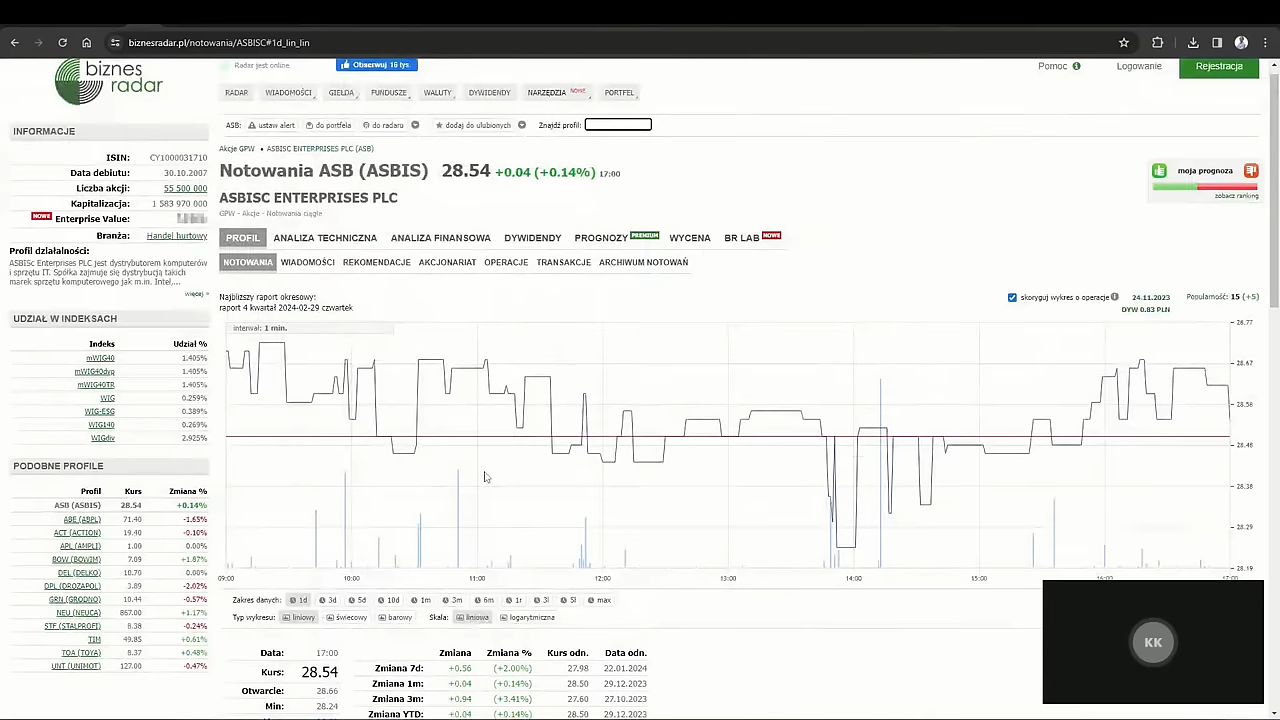 biznesradar.pl/notowania/ASBISC#1d_lin_lin
biznes
radar
Radar jest online.
Obserwuj 16 tys.
Pomoc
Logowanie
Rejestracja
RADAR WIADOMOŚCI GIEŁDA FUNDUSZE WALUTY DYWIDENDY NARZĘDZIA NOWE PORTFEL
ASB: ustaw alert do portfela do radaru dodaj do ulubionych Znajdź profil:
Akcje GPW • ASBISC ENTERPRISES PLC (ASB)
Notowania ASB (ASBIS) 28.54 +0.04 (+0.14%) 17:00
ASBISC ENTERPRISES PLC
GPW - Akcje - Notowania ciągłe
moja prognoza
zobacz ranking
PROFIL ANALIZA TECHNICZNA ANALIZA FINANSOWA DYWIDENDY PROGNOZY PREMIUM WYCENA BR LAB NOWE
NOTOWANIA WIADOMOŚCI REKOMENDACJE AKCJONARIAT OPERACJE TRANSAKCJE ARCHIWUM NOTOWAŃ
INFORMACJE
ISIN: CY1000031710
Data debiutu: 30.10.2007
Liczba akcji: 55 500 000
Kapitalizacja: 1 583 970 000
NOWE Enterprise Value:
Branża: Handel hurtowy
Profil działalności:
ASBISC Enterprises PLC jest dystrybutorem komputerów
i sprzętu IT. Spółka zajmuje się dystrybucją takich
marek sprzętu komputerowego jak m.in. Intel,...
więcej »
UDZIAŁ W INDEKSACH
Indeks Udział %
mWIG40 1.405%
mWIG40dvp 1.405%
mWIG40TR 1.405%
WIG 0.259%
WIG-ESG 0.389%
WIG140 0.269%
WIGdiv 2.925%
PODOBNE PROFILE
Profil Kurs Zmiana %
ASB (ASBIS) 28.54 +0.14%
ABE (ABPL) 71.40 -1.65%
ACT (ACTION) 19.40 -0.10%
APL (AMPLI) 1.00 0.00%
BOW (BOWIM) 7.09 +1.87%
DEL (DELKO) 10.70 0.00%
DPL (DROZAPOL) 3.89 -2.02%
GRN (GRODNO) 10.44 -0.57%
NEU (NEUCA) 867.00 +1.17%
STF (STALPROFI) 8.38 -0.24%
TIM 49.85 +0.61%
TOA (TOYA) 8.37 +0.48%
UNT (UNIMOT) 127.00 -0.47%
Najbliższy raport okresowy:
raport 4 kwartał 2024-02-29 czwartek
skoryguj wykres o operacje 24.11.2023 Popularność: 15 (+5)
DYW 0.83 PLN
interwał: 1 min.
28.77
28.67
28.58
28.48
28.38
28.29
28.19
09:00 10:00 11:00 12:00 13:00 14:00 15:00 16:00 17:00
Zakres danych: 1d 3d 5d 10d 1m 3m 6m 1r 3l 5l max
Typ wykresu: liniowy świecowy barowy Skala: liniowa logarytmiczna
Data: 17:00
Kurs: 28.54
Otwarcie: 28.66
Min: 28.24
Zmiana Zmiana % Kurs odn. Data odn.
Zmiana 7d: +0.56 (+2.00%) 27.98 22.01.2024
Zmiana 1m: +0.04 (+0.14%) 28.50 29.12.2023
Zmiana 3m: +0.94 (+3.41%) 27.60 27.10.2023
Zmiana YTD: +0.04 (+0.14%) 28.50 29.12.2023
KK